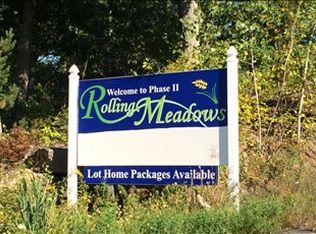 Welcome to Phase II
Rolling Meadows
Lot Home Packages Available